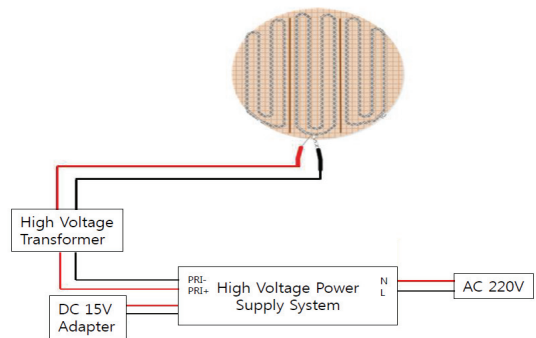 High Voltage
Transformer
PRI-
PRI+
High Voltage Power
Supply System
N
L
AC 220V
DC 15V
Adapter